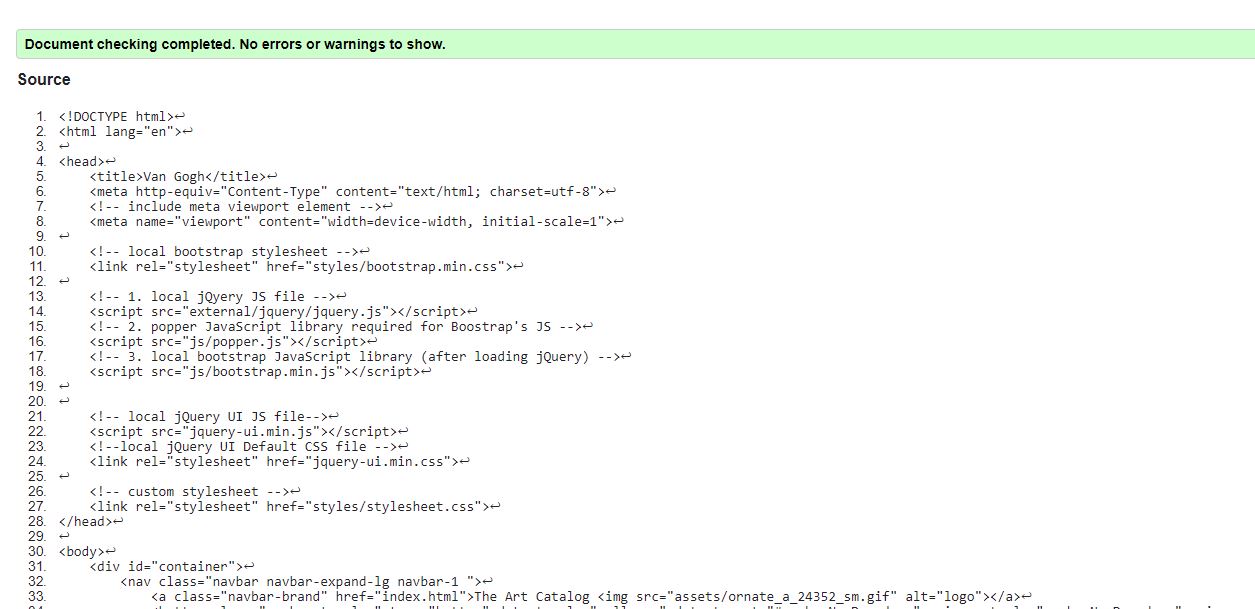 Document checking completed. No errors or warnings to show.
Source
1. <!DOCTYPE html>↩
2. <html lang="en">↩
3. ↩
4. <head>↩
5.     <title>Van Gogh</title>↩
6.     <meta http-equiv="Content-Type" content="text/html; charset=utf-8">↩
7.     <!-- include meta viewport element -->↩
8.     <meta name="viewport" content="width=device-width, initial-scale=1">↩
9. ↩
10.     <!-- local bootstrap stylesheet -->↩
11.     <link rel="stylesheet" href="styles/bootstrap.min.css">↩
12. ↩
13.     <!-- 1. local jQyery JS file -->↩
14.     <script src="external/jquery/jquery.js"></script>↩
15.     <!-- 2. popper JavaScript library required for Boostrap's JS -->↩
16.     <script src="js/popper.js"></script>↩
17.     <!-- 3. local bootstrap JavaScript library (after loading jQuery) -->↩
18.     <script src="js/bootstrap.min.js"></script>↩
19. ↩
20. ↩
21.     <!-- local jQuery UI JS file-->↩
22.     <script src="jquery-ui.min.js"></script>↩
23.     <!--local jQuery UI Default CSS file -->↩
24.     <link rel="stylesheet" href="jquery-ui.min.css">↩
25. ↩
26.     <!-- custom stylesheet -->↩
27.     <link rel="stylesheet" href="styles/stylesheet.css">↩
28. </head>↩
29. ↩
30. <body>↩
31.     <div id="container">↩
32.         <nav class="navbar navbar-expand-lg navbar-1 ">↩
33.             <a class="navbar-brand" href="index.html">The Art Catalog <img src="assets/ornate_a_24352_sm.gif" alt="logo"></a>↩